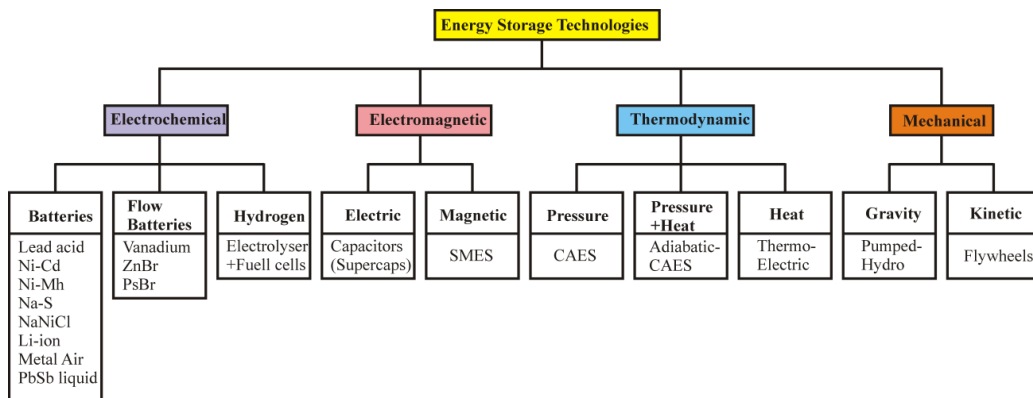 Energy Storage Technologies
Electrochemical
Electromagnetic
Thermodynamic
Mechanical
Batteries
Lead acid
Ni-Cd
Ni-Mh
Na-S
NaNiCl
Li-ion
Metal Air
PbSb liquid
Flow
Batteries
Vanadium
ZnBr
PsBr
Hydrogen
Electrolyser
+Fuell cells
Electric
Capacitors
(Supercaps)
Magnetic
SMES
Pressure
CAES
Pressure
+Heat
Adiabatic-
CAES
Heat
Thermo-
Electric
Gravity
Pumped-
Hydro
Kinetic
Flywheels